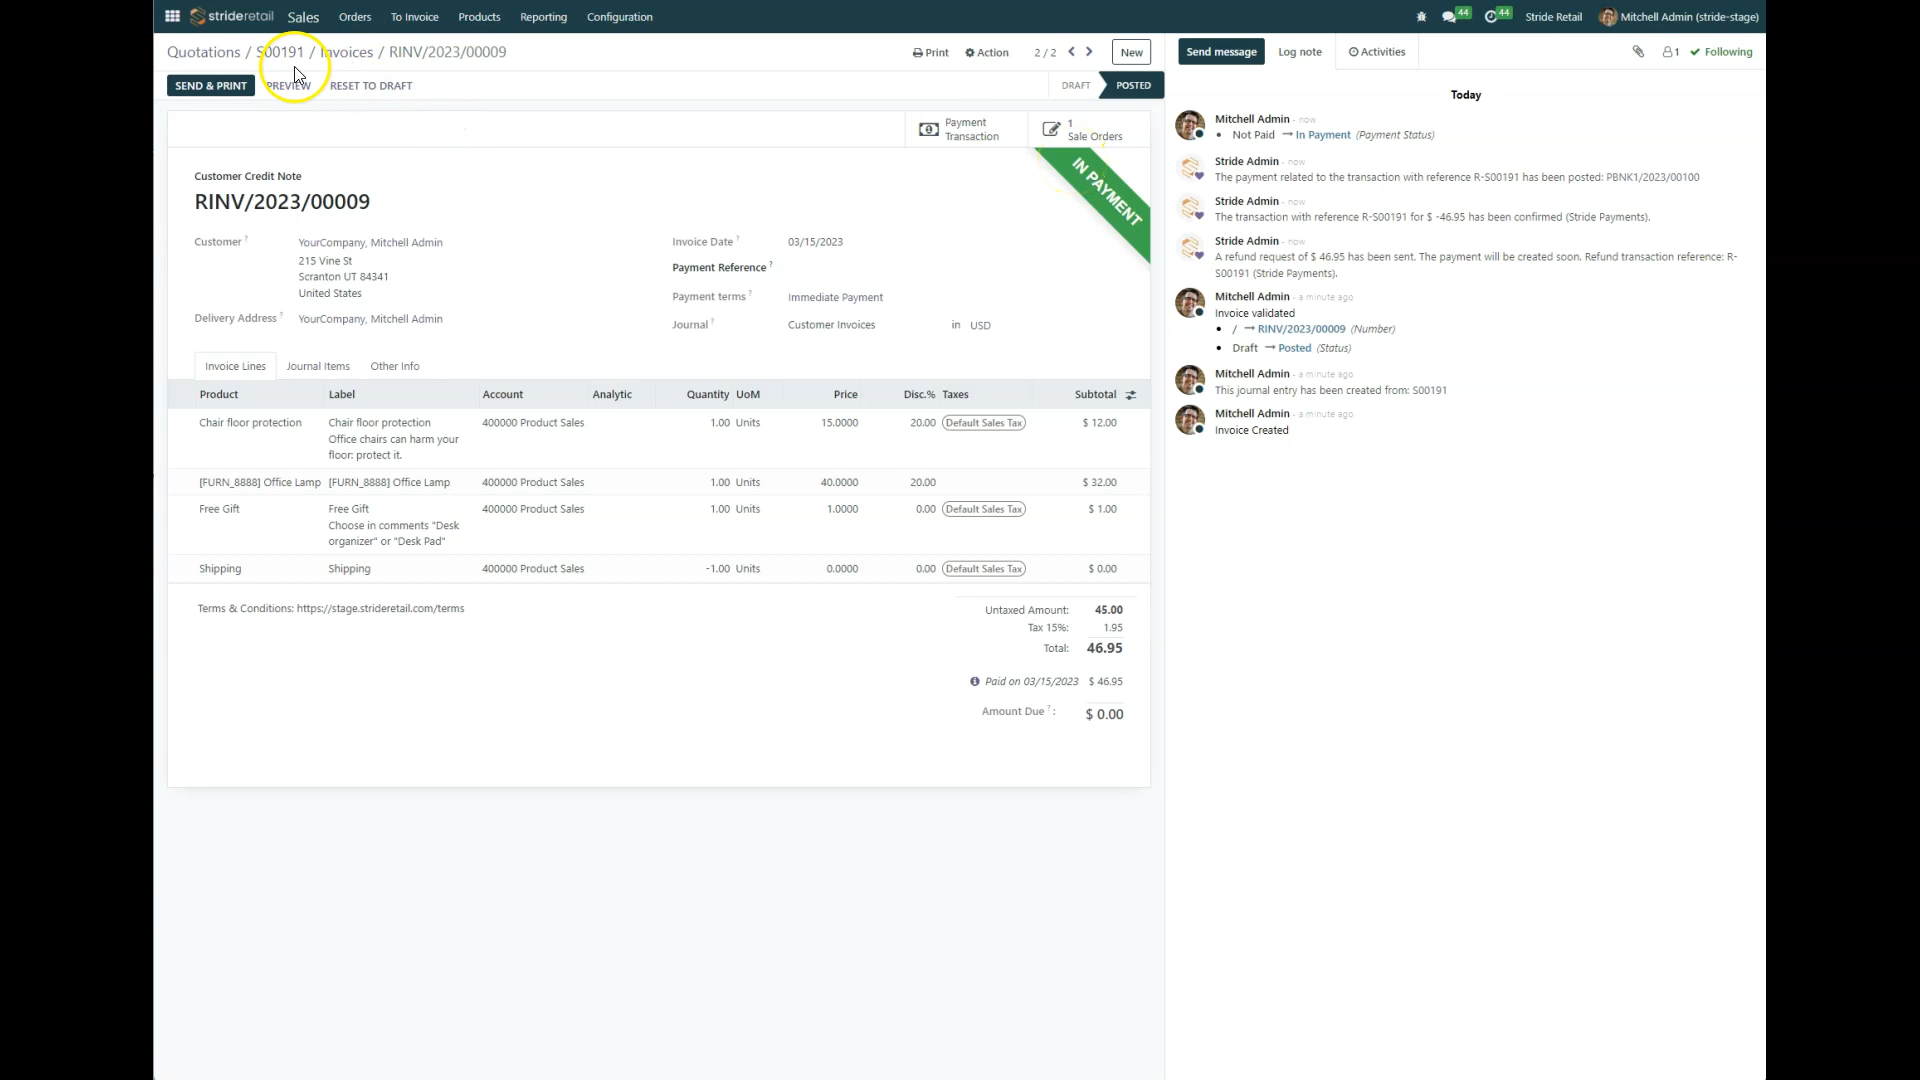 strideretail Sales Orders To Invoice Products Reporting Configuration 44 44 Stride Retail Mitchell Admin (stride-stage)
Quotations / S00191 / Invoices / RINV/2023/00009 Print Action 2 / 2 New
SEND & PRINT PREVIEW RESET TO DRAFT DRAFT POSTED
Payment
Transaction
1
Sale Orders
IN PAYMENT
Customer Credit Note
RINV/2023/00009
Customer ? YourCompany, Mitchell Admin
215 Vine St
Scranton UT 84341
United States
Delivery Address ? YourCompany, Mitchell Admin
Invoice Date ? 03/15/2023
Payment Reference ?
Payment terms ? Immediate Payment
Journal ? Customer Invoices in USD
Invoice Lines Journal Items Other Info
Product Label Account Analytic Quantity UoM Price Disc.% Taxes Subtotal
Chair floor protection Chair floor protection 400000 Product Sales 1.00 Units 15.0000 20.00 Default Sales Tax $ 12.00
Office chairs can harm your
floor: protect it.
[FURN_8888] Office Lamp [FURN_8888] Office Lamp 400000 Product Sales 1.00 Units 40.0000 20.00 $ 32.00
Free Gift Free Gift 400000 Product Sales 1.00 Units 1.0000 0.00 Default Sales Tax $ 1.00
Choose in comments "Desk
organizer" or "Desk Pad"
Shipping Shipping 400000 Product Sales -1.00 Units 0.0000 0.00 Default Sales Tax $ 0.00
Terms & Conditions: https://stage.strideretail.com/terms
Untaxed Amount: 45.00
Tax 15%: 1.95
Total: 46.95
Paid on 03/15/2023 $ 46.95
Amount Due ? : $ 0.00
Send message Log note Activities 1 Following
Today
Mitchell Admin - now
Not Paid → In Payment (Payment Status)
Stride Admin - now
The payment related to the transaction with reference R-S00191 has been posted: PBNK1/2023/00100
Stride Admin - now
The transaction with reference R-S00191 for $ -46.95 has been confirmed (Stride Payments).
Stride Admin - now
A refund request of $ 46.95 has been sent. The payment will be created soon. Refund transaction reference: R-
S00191 (Stride Payments).
Mitchell Admin - a minute ago
Invoice validated
/ → RINV/2023/00009 (Number)
Draft → Posted (Status)
Mitchell Admin - a minute ago
This journal entry has been created from: S00191
Mitchell Admin - a minute ago
Invoice Created